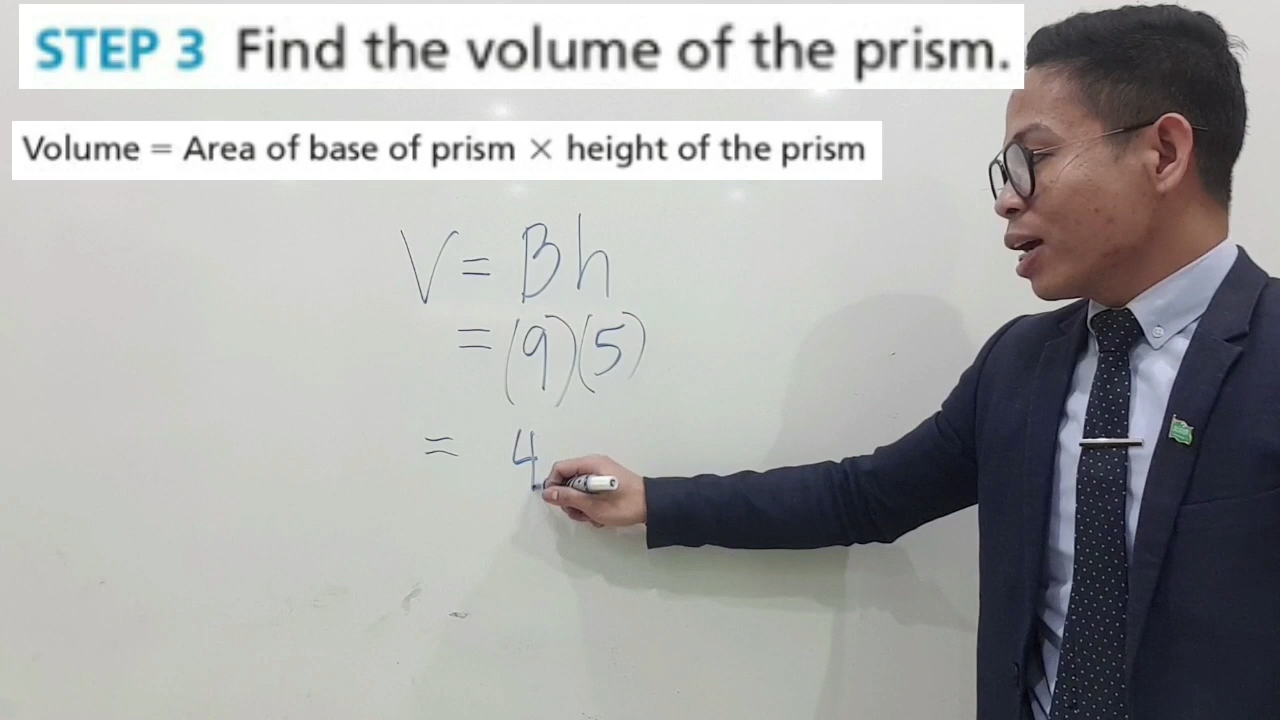 STEP 3 Find the volume of the prism.
Volume = Area of base of prism × height of the prism
V = Bh
= (9)(5)
= 4